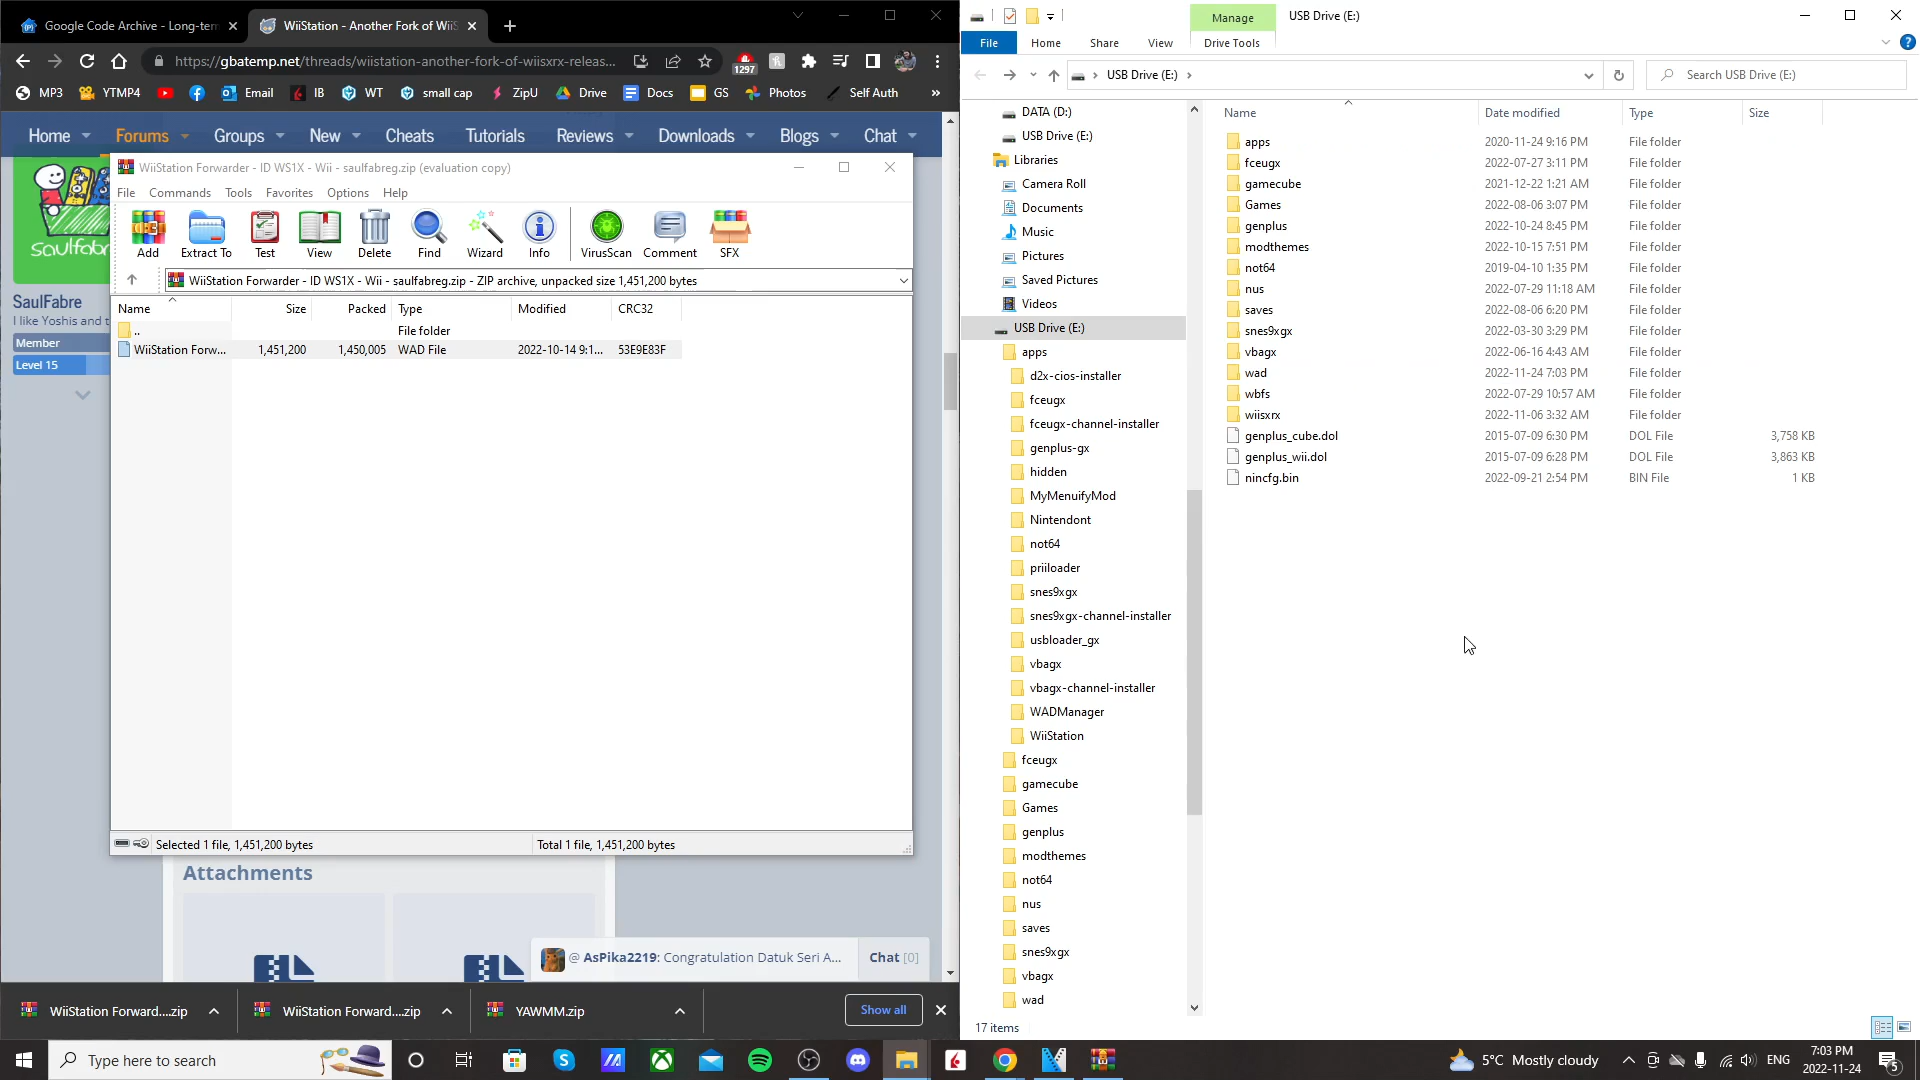 Google Code Archive - Long-tern
WiiStation - Another Fork of WiiS
https://gbatemp.net/threads/wiistation-another-fork-of-wiisxrx-releas...
1297
MP3
YTMP4
Email
IB
WT
small cap
ZipU
Drive
Docs
GS
Photos
Self Auth
»
Home
Forums
Groups
New
Cheats
Tutorials
Reviews
Downloads
Blogs
Chat
saulfabr
SaulFabre
I like Yoshis and t
Member
Level 15
WiiStation Forwarder - ID WS1X - Wii - saulfabreg.zip (evaluation copy)
File
Commands
Tools
Favorites
Options
Help
Add
Extract To
Test
View
Delete
Find
Wizard
Info
VirusScan
Comment
SFX
WiiStation Forwarder - ID WS1X - Wii - saulfabreg.zip - ZIP archive, unpacked size 1,451,200 bytes
Name Size Packed Type Modified CRC32
.. File folder
WiiStation Forw... 1,451,200 1,450,005 WAD File 2022-10-14 9:1... 53E9E83F
Selected 1 file, 1,451,200 bytes
Total 1 file, 1,451,200 bytes
Attachments
@ AsPika2219: Congratulation Datuk Seri A...
Chat [0]
WiiStation Forward....zip
WiiStation Forward....zip
YAWMM.zip
Show all
Manage
USB Drive (E:)
File
Home
Share
View
Drive Tools
USB Drive (E:)
Search USB Drive (E:)
DATA (D:)
USB Drive (E:)
Libraries
Camera Roll
Documents
Music
Pictures
Saved Pictures
Videos
USB Drive (E:)
apps
d2x-cios-installer
fceugx
fceugx-channel-installer
genplus-gx
hidden
MyMenuifyMod
Nintendont
not64
priiloader
snes9xgx
snes9xgx-channel-installer
usbloader_gx
vbagx
vbagx-channel-installer
WADManager
WiiStation
fceugx
gamecube
Games
genplus
modthemes
not64
nus
saves
snes9xgx
vbagx
wad
Name Date modified Type Size
apps 2020-11-24 9:16 PM File folder
fceugx 2022-07-27 3:11 PM File folder
gamecube 2021-12-22 1:21 AM File folder
Games 2022-08-06 3:07 PM File folder
genplus 2022-10-24 8:45 PM File folder
modthemes 2022-10-15 7:51 PM File folder
not64 2019-04-10 1:35 PM File folder
nus 2022-07-29 11:18 AM File folder
saves 2022-08-06 6:20 PM File folder
snes9xgx 2022-03-30 3:29 PM File folder
vbagx 2022-06-16 4:43 AM File folder
wad 2022-11-24 7:03 PM File folder
wbfs 2022-07-29 10:57 AM File folder
wiisxrx 2022-11-06 3:32 AM File folder
genplus_cube.dol 2015-07-09 6:30 PM DOL File 3,758 KB
genplus_wii.dol 2015-07-09 6:28 PM DOL File 3,863 KB
nincfg.bin 2022-09-21 2:54 PM BIN File 1 KB
17 items
Type here to search
5°C Mostly cloudy
ENG
7:03 PM
2022-11-24
5